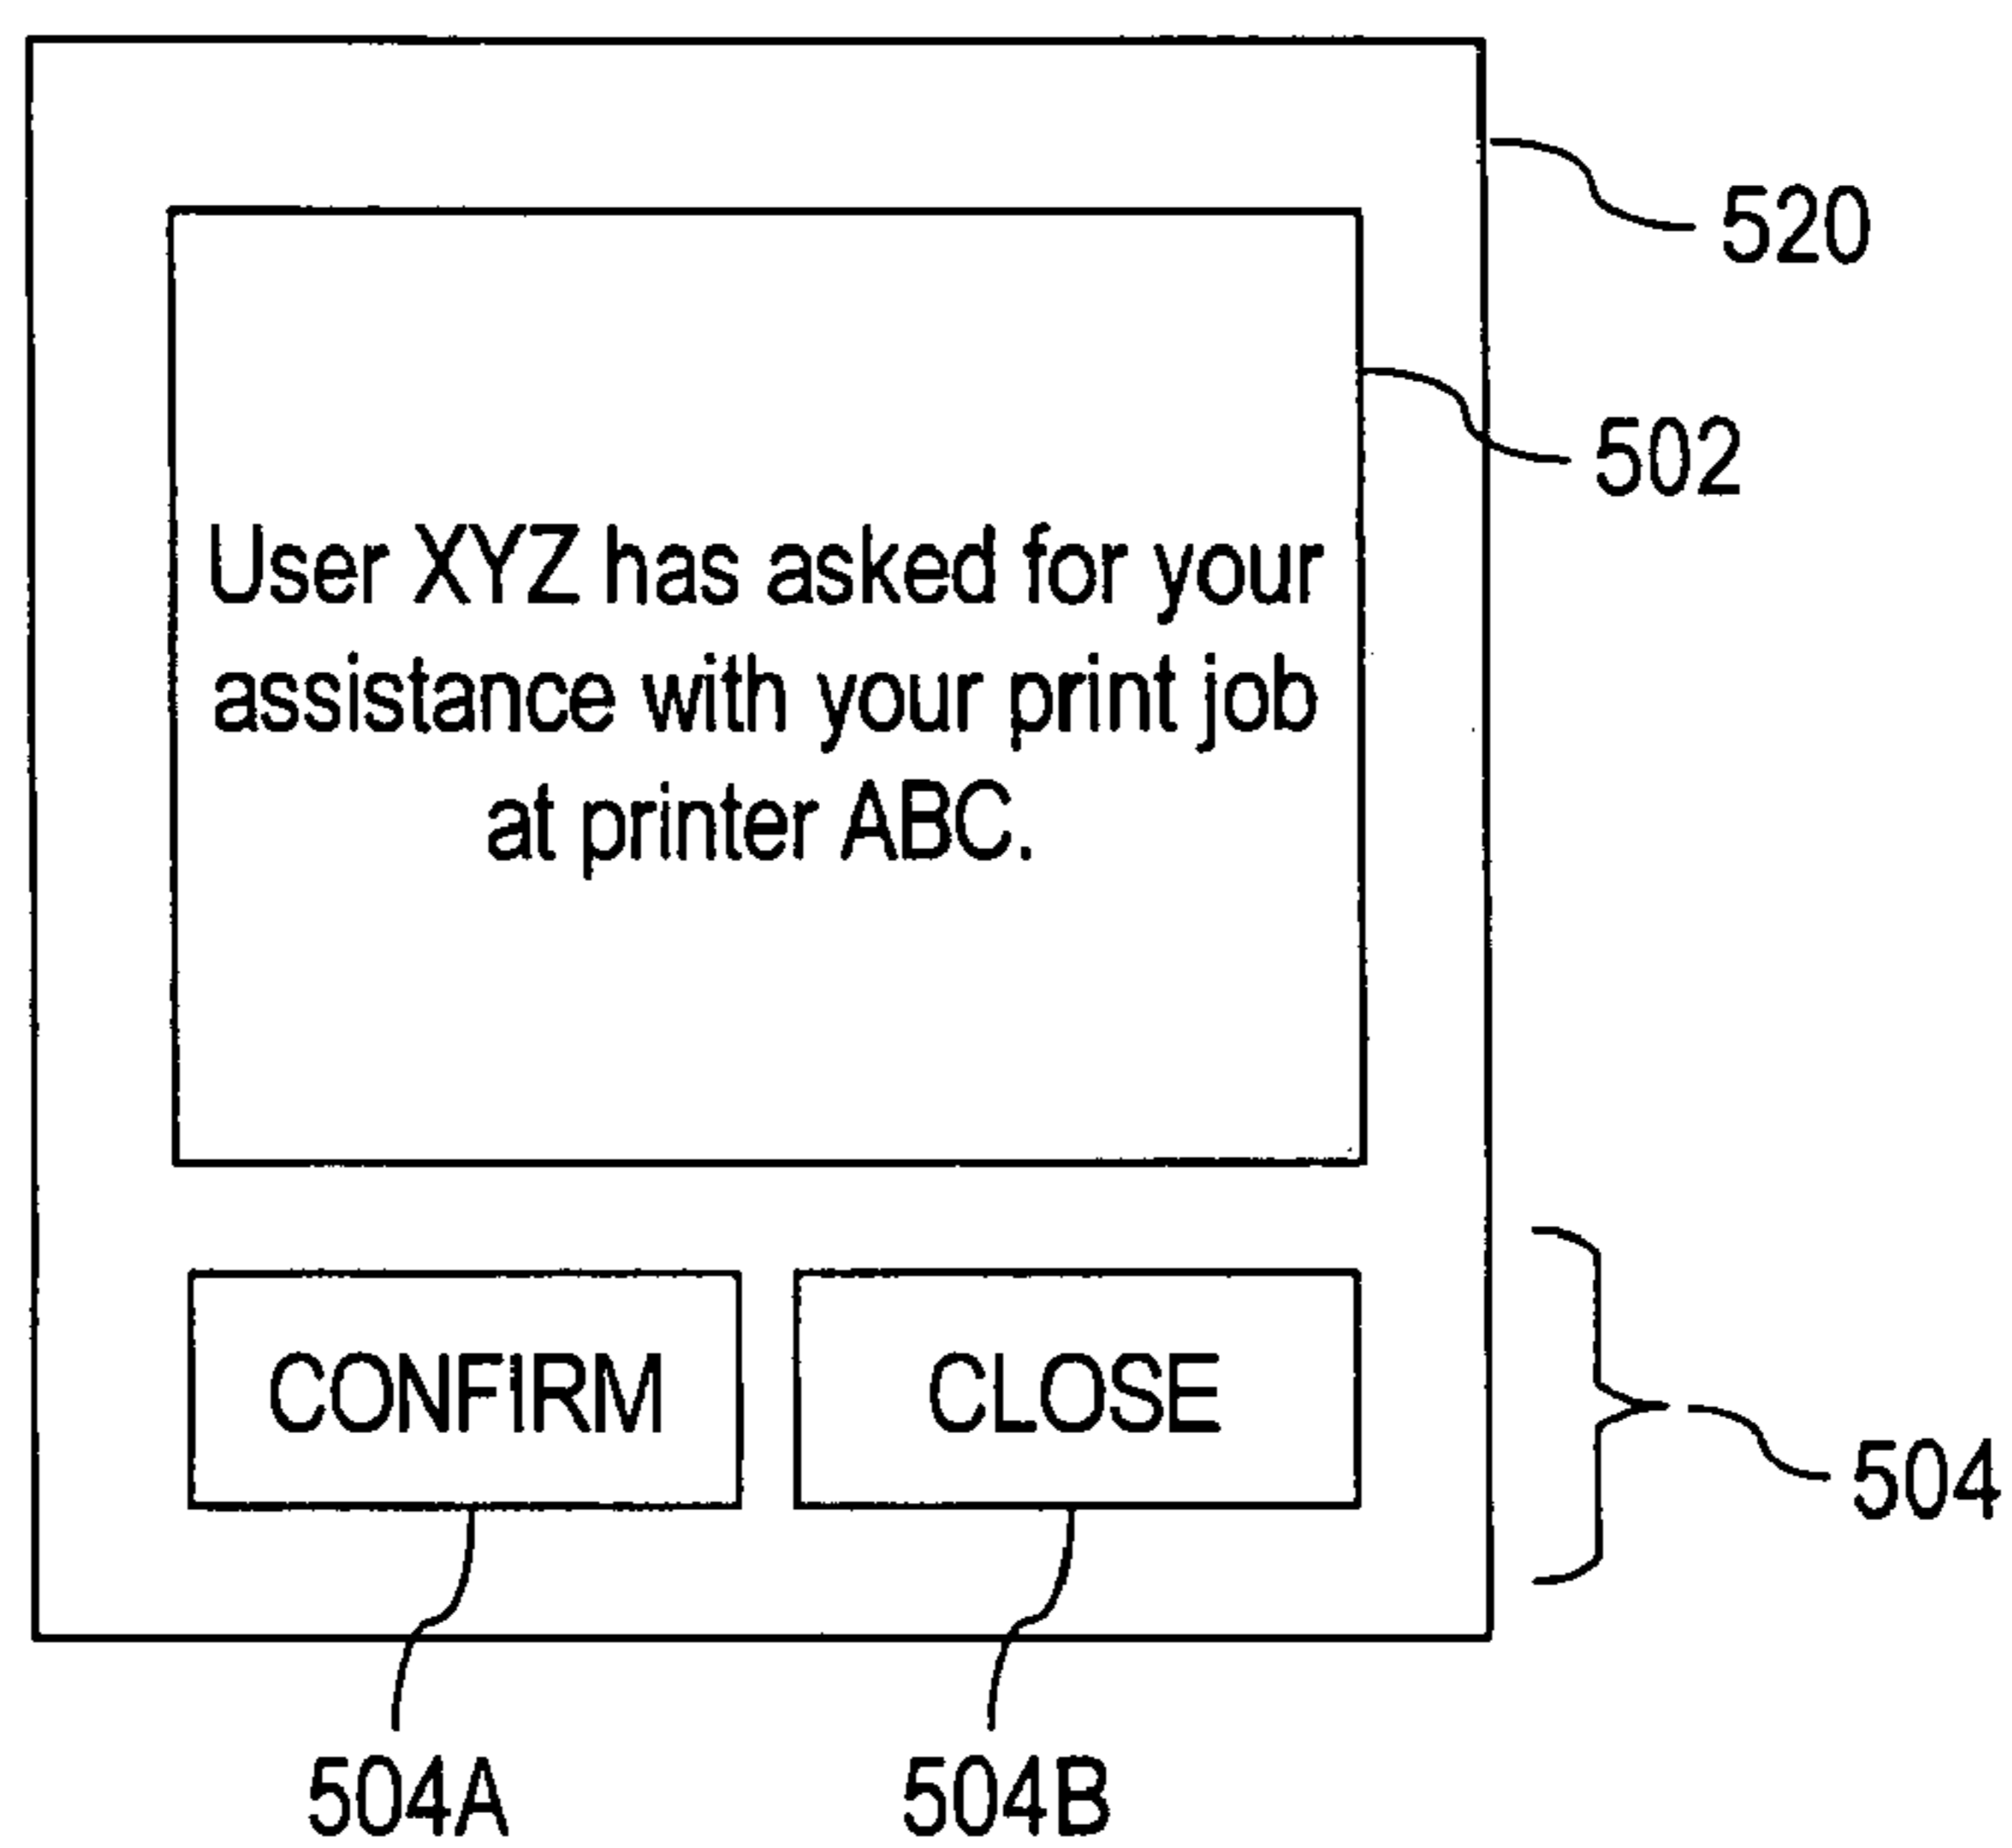 520
502
User XYZ has asked for your
assistance with your print job
at printer ABC.
CONFIRM
CLOSE
504
504A
504B